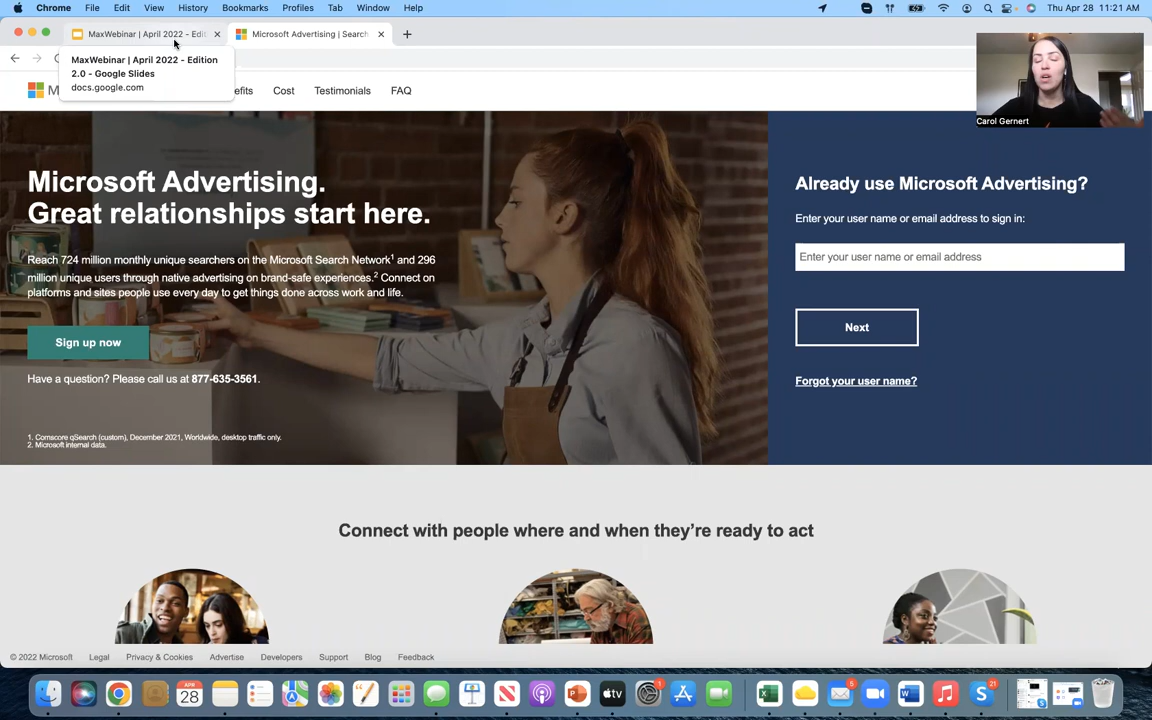 Chrome File Edit View History Bookmarks Profiles Tab Window Help Thu Apr 28 11:21 AM
MaxWebinar | April 2022 - Edit
Microsoft Advertising | Search
MaxWebinar | April 2022 - Edition
2.0 - Google Slides
docs.google.com
M efits Cost Testimonials FAQ
Carol Gernert
Microsoft Advertising.
Great relationships start here.
Reach 724 million monthly unique searchers on the Microsoft Search Network1 and 296
million unique users through native advertising on brand-safe experiences.2 Connect on
platforms and sites people use every day to get things done across work and life.
Sign up now
Have a question? Please call us at 877-635-3561.
1. Comscore qSearch (custom), December 2021, Worldwide, desktop traffic only.
2. Microsoft internal data.
Already use Microsoft Advertising?
Enter your user name or email address to sign in:
Enter your user name or email address
Next
Forgot your user name?
Connect with people where and when they're ready to act
© 2022 Microsoft Legal Privacy & Cookies Advertise Developers Support Blog Feedback
APR
28
1
5
21